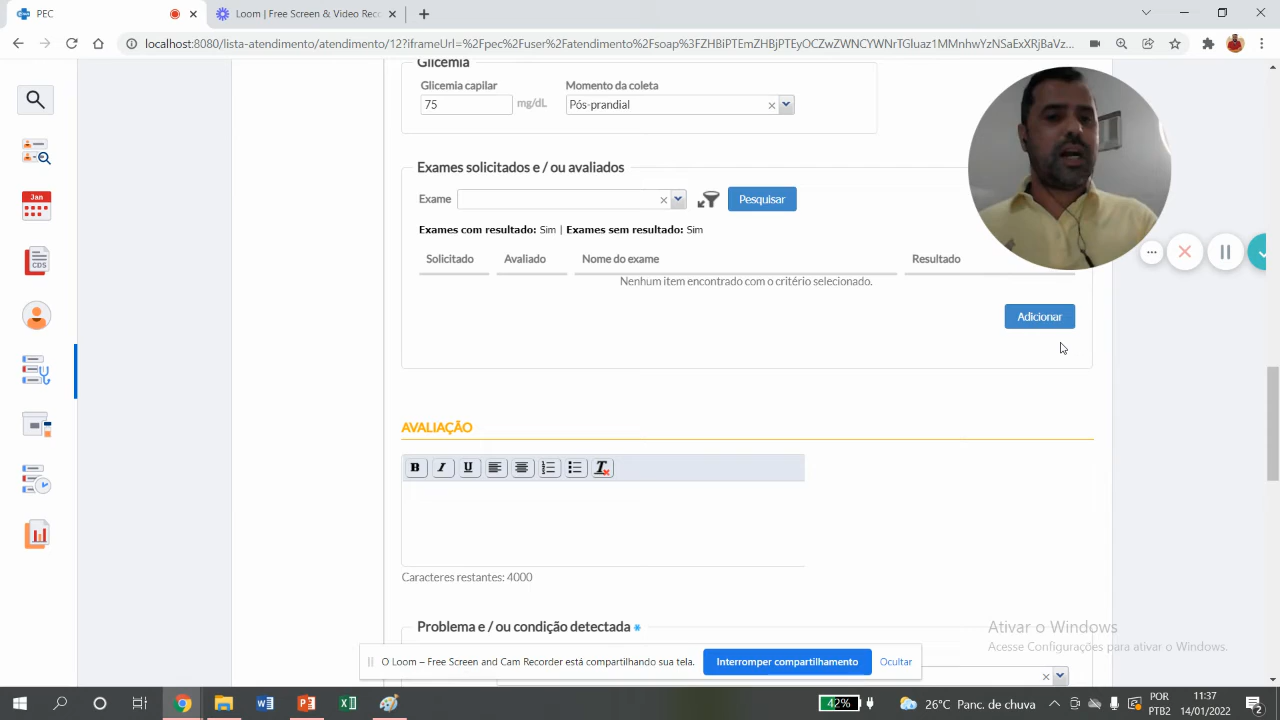 PEC
Loom | Free Screen & Video Rec
localhost:8080/lista-atendimento/atendimento/12?iframeUrl=%2Fpec%2Fuser%2Fatendimento%2Fsoap%3FZHBiPTEmZHBjPTEyOCZwZWNCYWNrTGluaz1MMnhwYzNSaExXRjBaVz...
Glicemia
Glicemia capilar
Momento da coleta
75
mg/dL
Pós-prandial
Exames solicitados e / ou avaliados
Exame
Pesquisar
Exames com resultado: Sim | Exames sem resultado: Sim
Solicitado
Avaliado
Nome do exame
Resultado
Nenhum item encontrado com o critério selecionado.
Adicionar
Jan
CDS
AVALIAÇÃO
B I U
Caracteres restantes: 4000
Problema e / ou condição detectada *
Ativar o Windows
Acesse Configurações para ativar o Windows.
O Loom – Free Screen and Cam Recorder está compartilhando sua tela.
Interromper compartilhamento
Ocultar
42%
26°C Panc. de chuva
POR
PTB2
11:37
14/01/2022
2